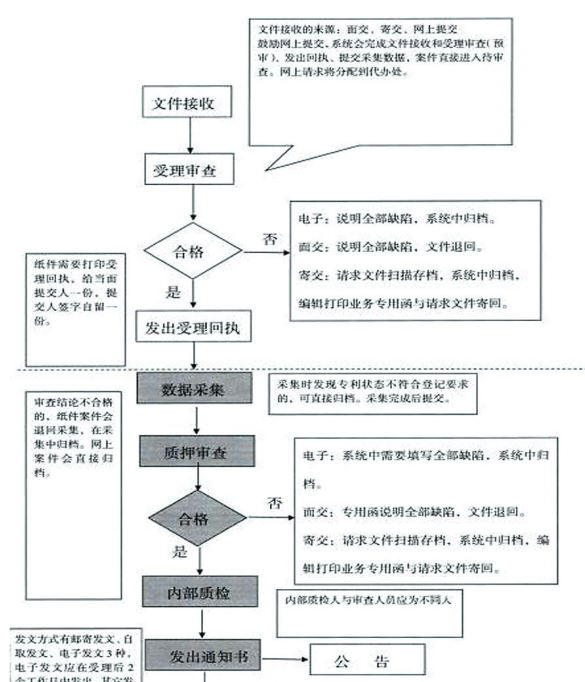 文件接收的来源：面交、寄交、网上提交
鼓励网上提交，系统会完成文件接收和受理审查（预
审）、发出回执、提交采集数据，案件直接进入待审
查。网上请求将分配到代办处。
文件接收
受理审查
合格
否
是
电子：说明全部缺陷，系统中归档。
面交：说明全部缺陷，文件退回。
寄交：请求文件扫描存档，系统中归档，
编辑打印业务专用函与请求文件寄回。
纸件需要打印受
理回执，给当面
提交人一份，提
交人签字自留一
份。
发出受理回执
数据采集
采集时发现专利状态不符合登记要求
的，可直接归档。采集完成后提交。
审查结论不合格
的，纸件案件会
退回采集，在采
集中归档。网上
案件会直接归
档。
质押审查
合格
否
是
电子：系统中需要填写全部缺陷，系统中归
档。
面交：专用函说明全部缺陷，文件退回。
寄交：请求文件扫描存档，系统中归档，编
辑打印业务专用函与请求文件寄回。
内部质检
内部质检人与审查人员应为不同人
发文方式有邮寄发文、自
取发文、电子发文3种。
电子发文应在受理后2
个工作日内发出，其它发
发出通知书
公 告